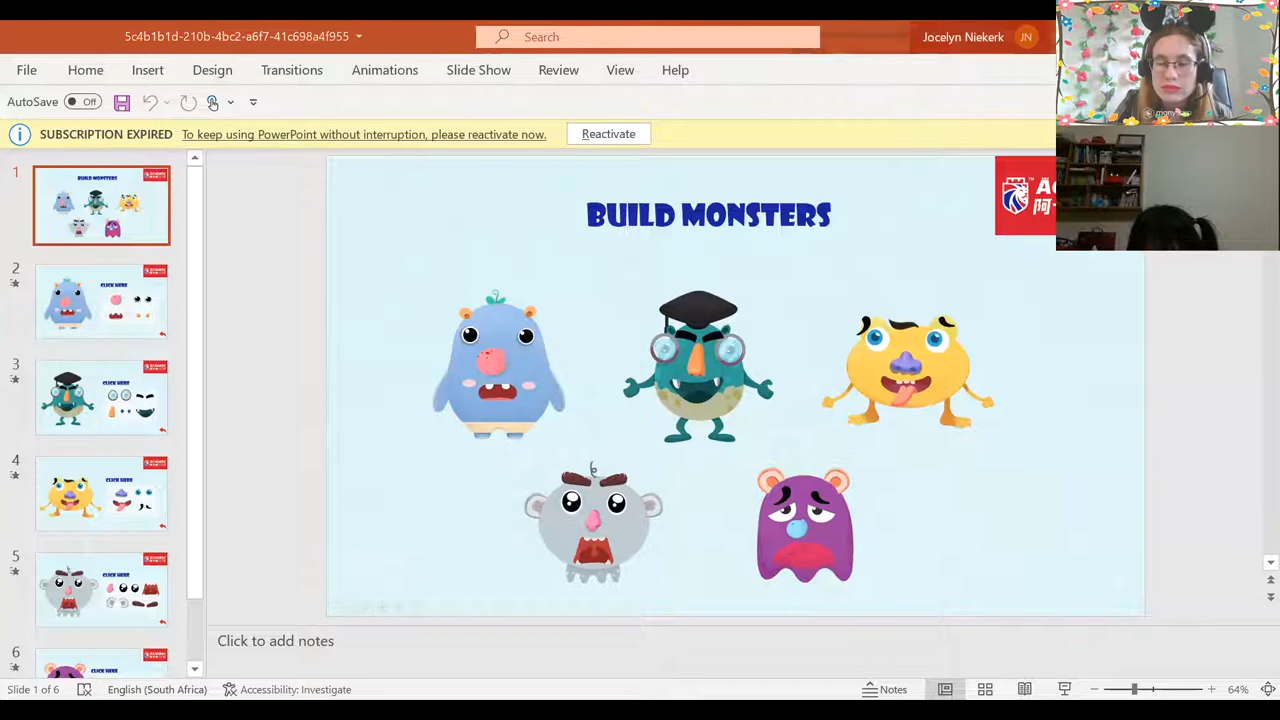 5c4b1b1d-210b-4bc2-a6f7-41c698a4f955
Search
Jocelyn Niekerk JN
File Home Insert Design Transitions Animations Slide Show Review View Help
AutoSave Off
SUBSCRIPTION EXPIRED To keep using PowerPoint without interruption, please reactivate now. Reactivate
1
BUILD MONSTERS
2
CLICK HERE
3
CLICK HERE
4
CLICK HERE
5
CLICK HERE
6
CLICK HERE
BUILD MONSTERS
Click to add notes
Slide 1 of 6 English (South Africa) Accessibility: Investigate Notes 64%